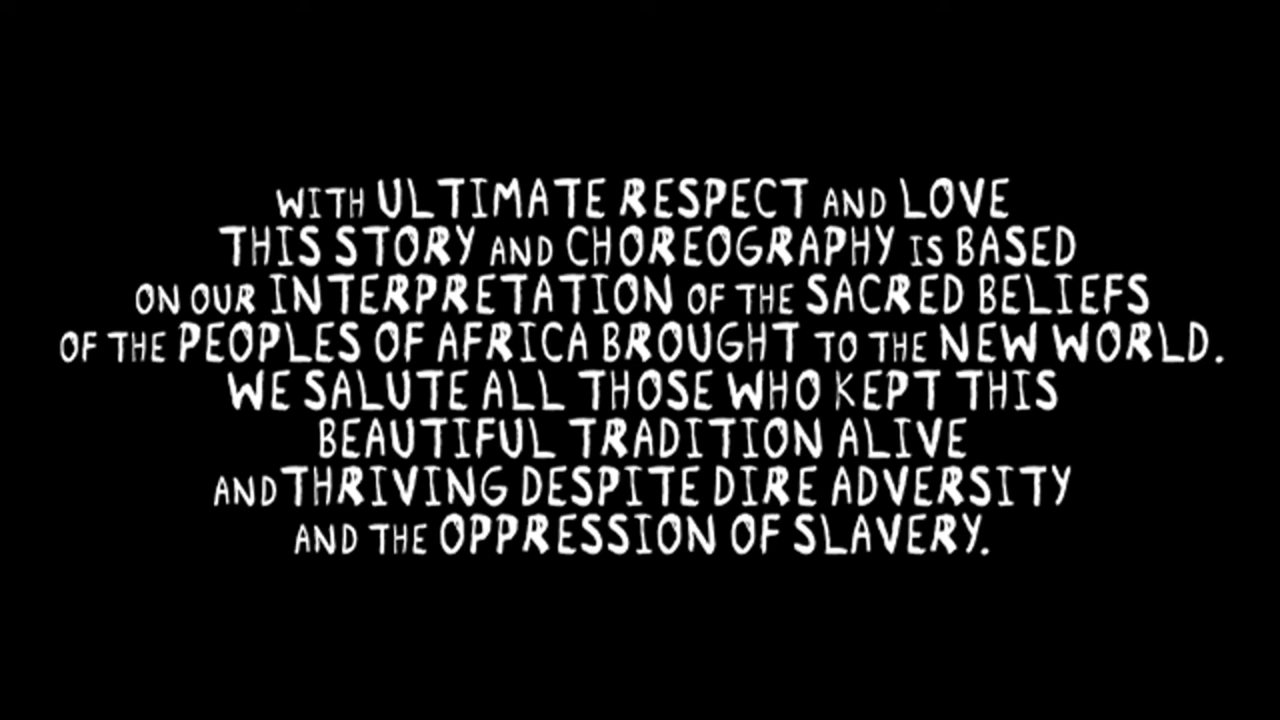 WITH ULTIMATE RESPECT AND LOVE
THIS STORY AND CHOREOGRAPHY IS BASED
ON OUR INTERPRETATION OF THE SACRED BELIEFS
OF THE PEOPLES OF AFRICA BROUGHT TO THE NEW WORLD.
WE SALUTE ALL THOSE WHO KEPT THIS
BEAUTIFUL TRADITION ALIVE
AND THRIVING DESPITE DIRE ADVERSITY
AND THE OPPRESSION OF SLAVERY.